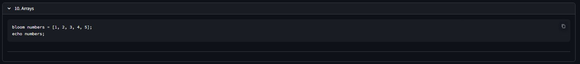 10. Arrays
bloom numbers = [1, 2, 3, 4, 5];
echo numbers;